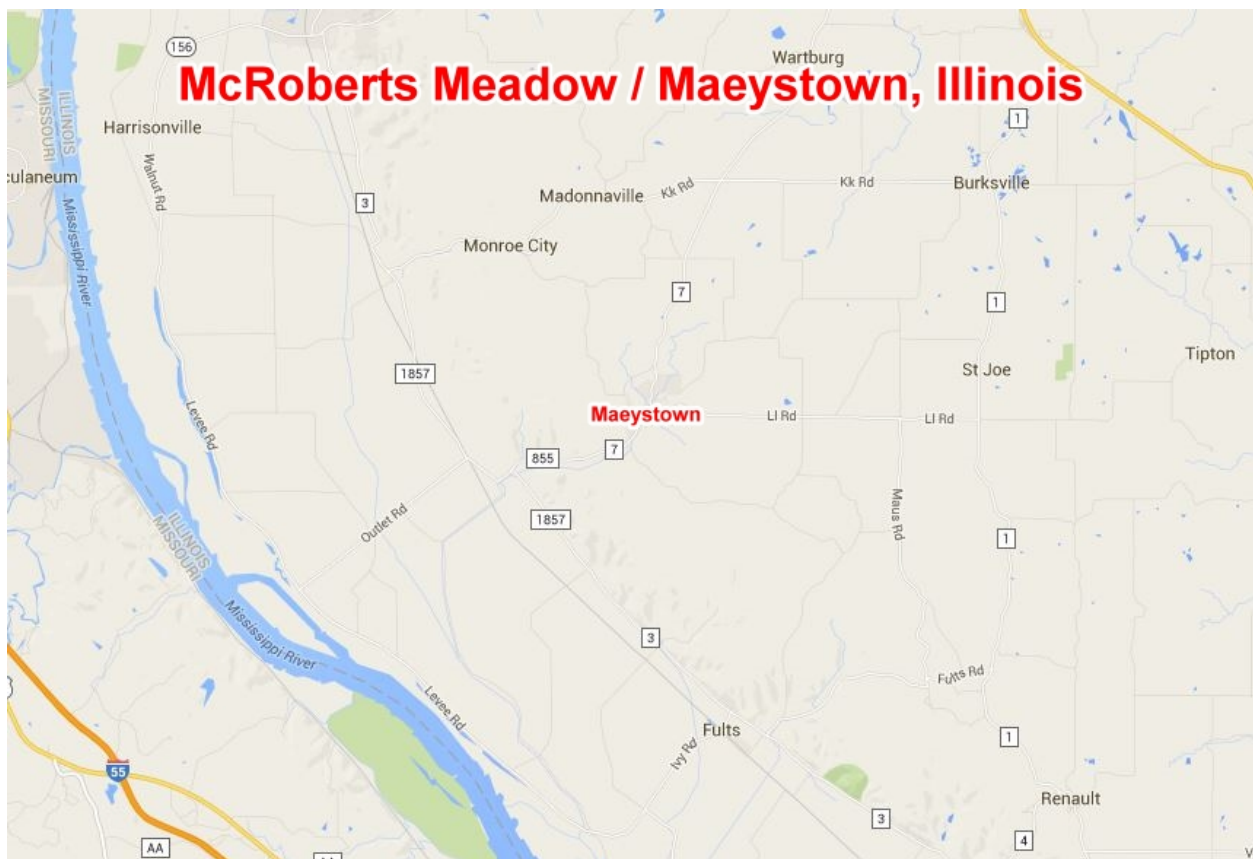 156
Wartburg
McRoberts Meadow / Maeystown, Illinois
ILLINOIS
MISSOURI
Harrisonville
1
culaneum
Walnut Rd
Mississippi River
3
Madonnaville
Kk Rd
Kk Rd
Burksville
Monroe City
7
1
1857
St Joe
Tipton
Levee Rd
Maeystown
Ll Rd
Ll Rd
7
855
Outlet Rd
1857
Maus Rd
1
ILLINOIS
MISSOURI
Mississippi River
3
Fults Rd
Levee Rd
Fults
Ivy Rd
1
55
Renault
3
4
AA